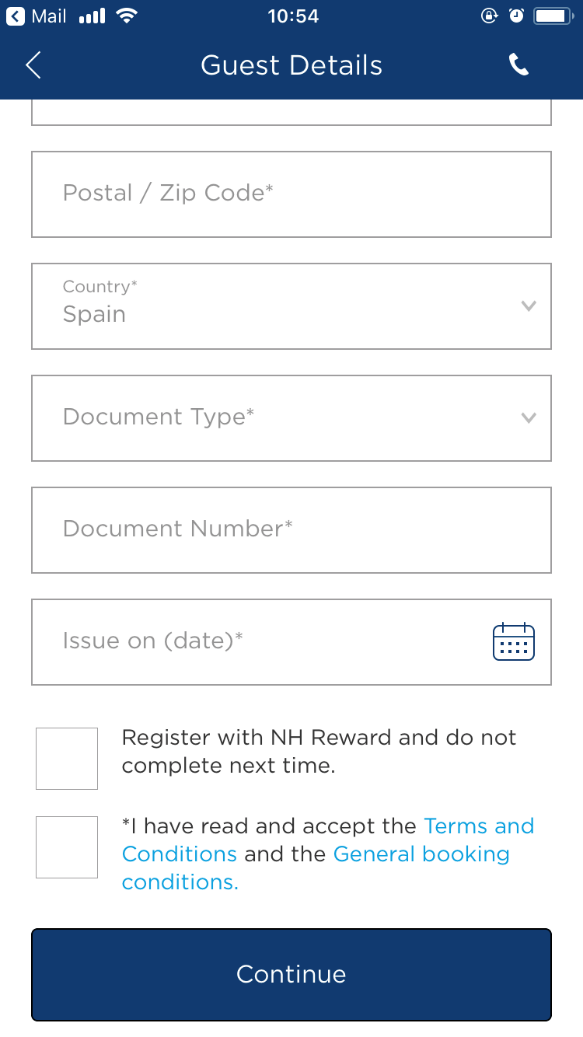 Mail 10:54
Guest Details
Postal / Zip Code*
Country*
Spain
Document Type*
Document Number*
Issue on (date)*
Register with NH Reward and do not
complete next time.
*I have read and accept the Terms and
Conditions and the General booking
conditions.
Continue